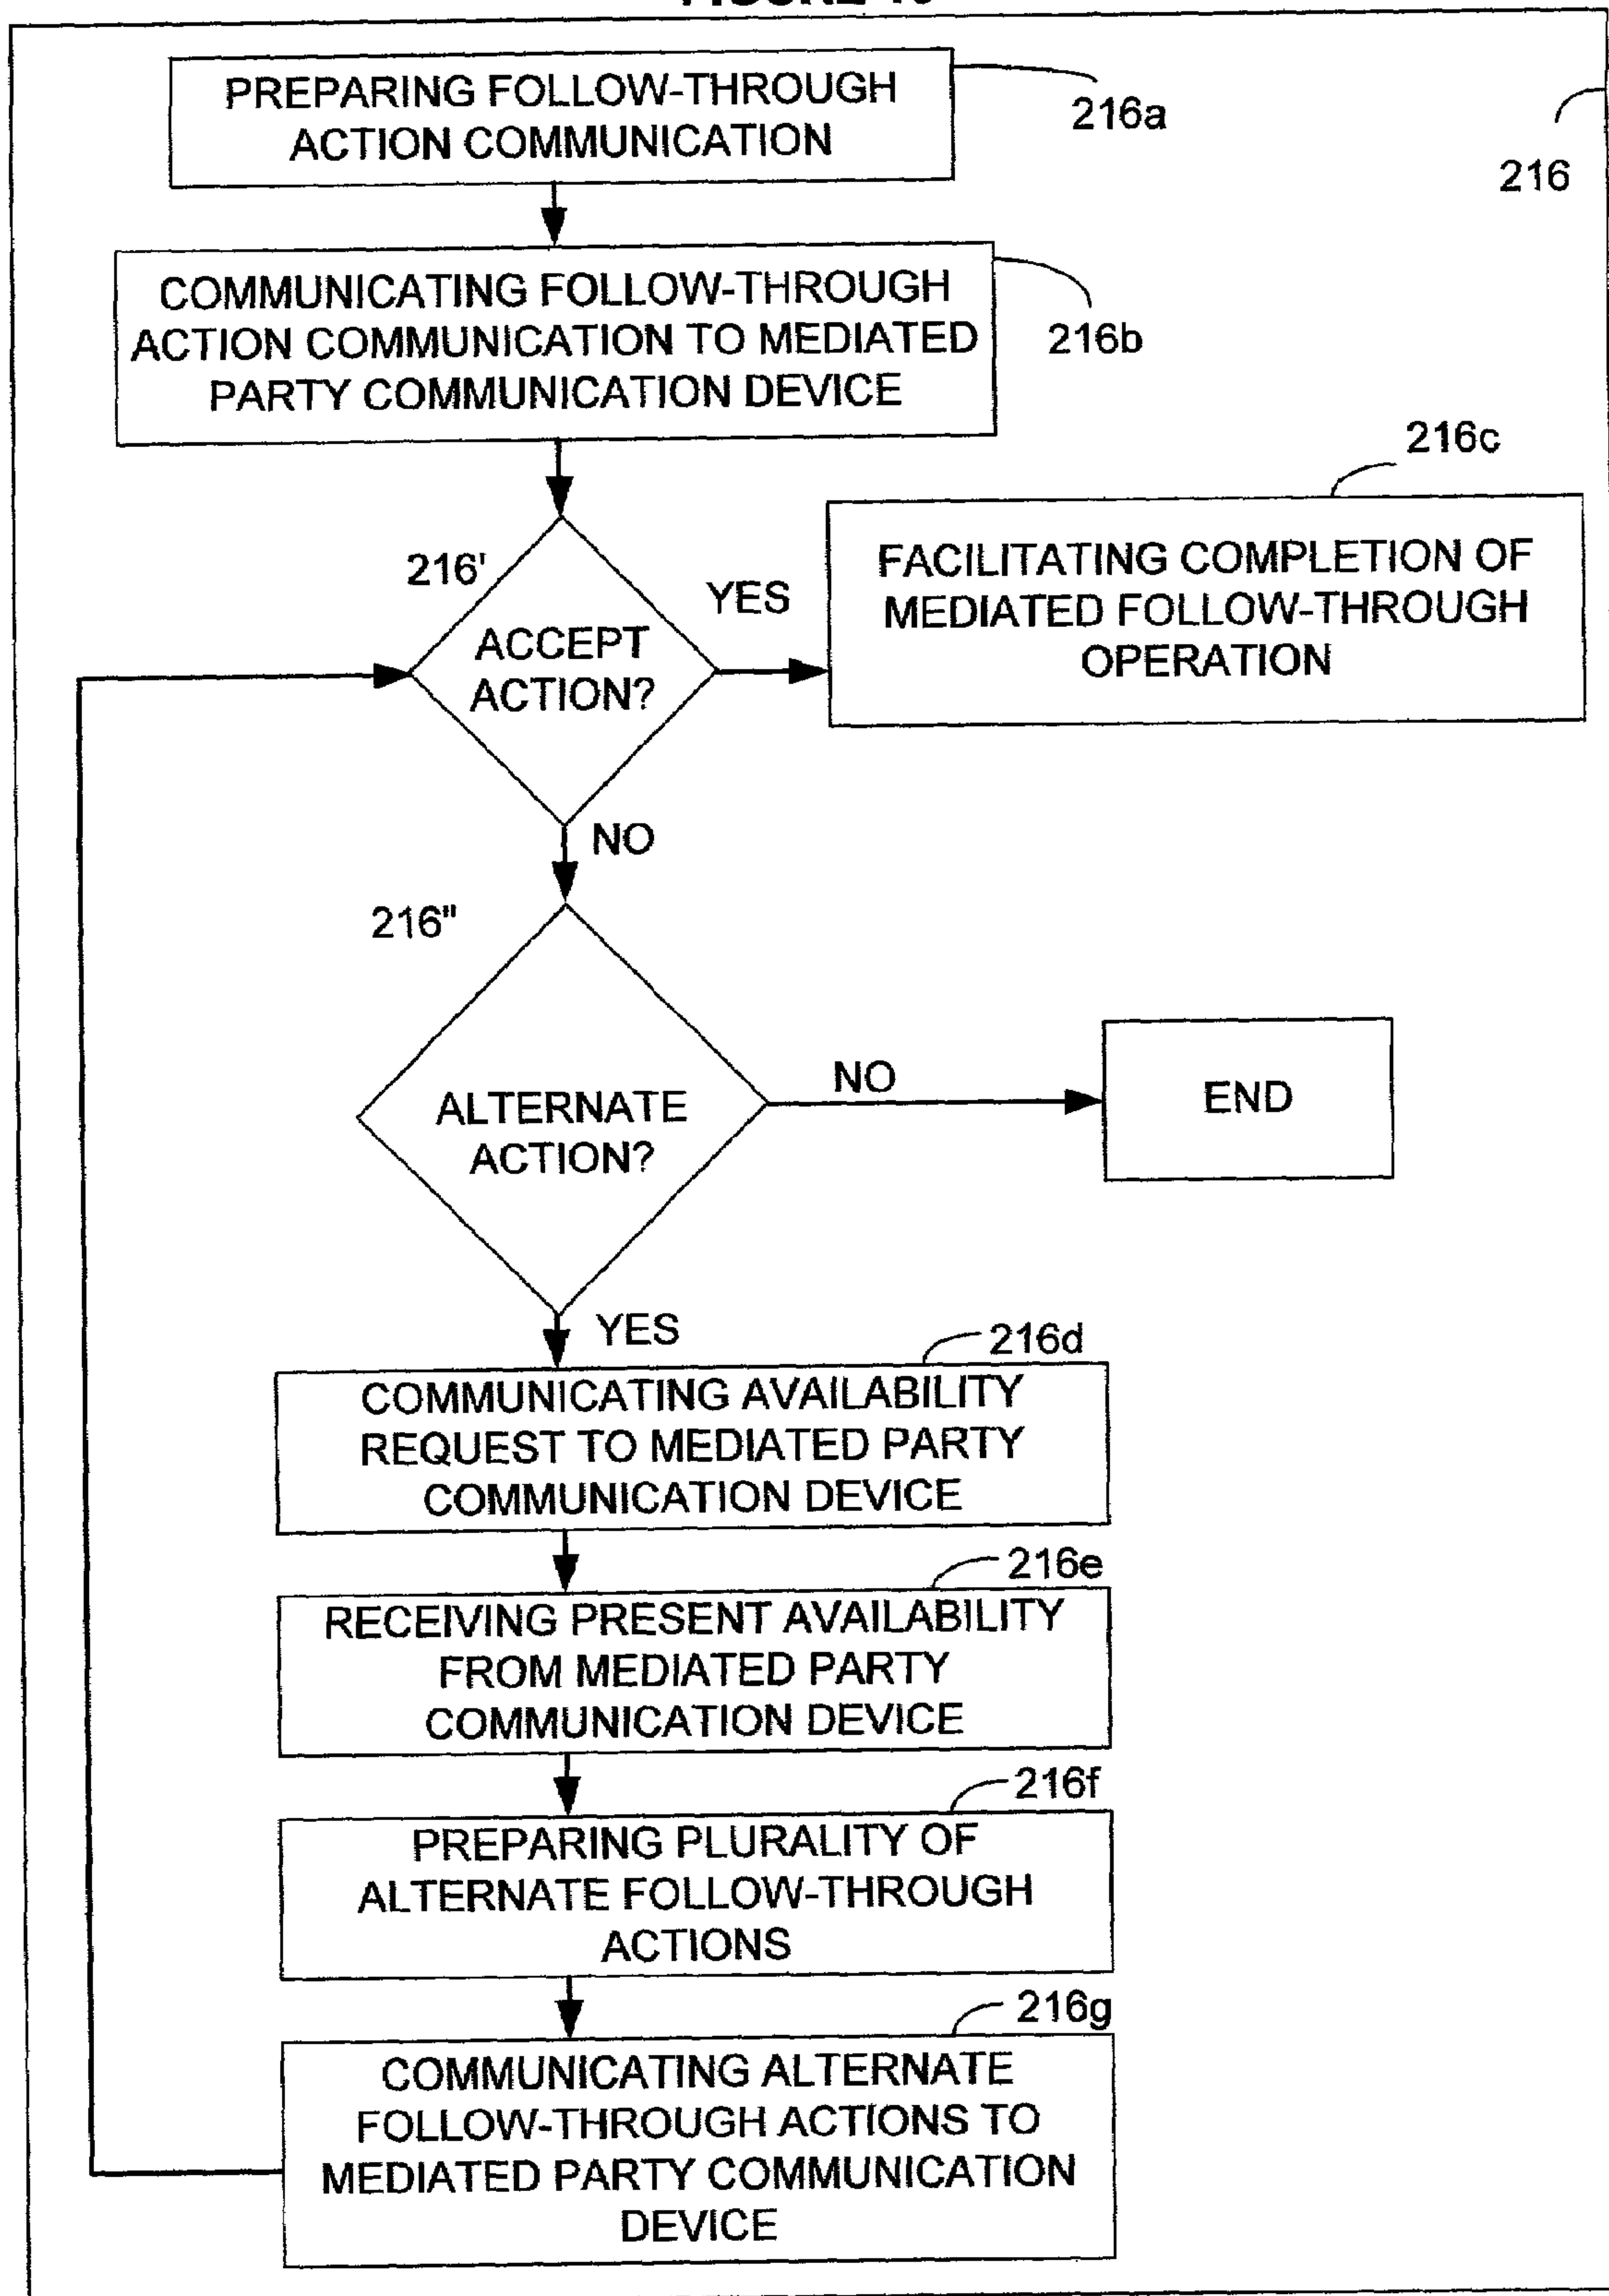 PREPARING FOLLOW-THROUGH
ACTION COMMUNICATION
216a
216
COMMUNICATING FOLLOW-THROUGH
ACTION COMMUNICATION TO MEDIATED
PARTY COMMUNICATION DEVICE
216b
216c
216'
YES
FACILITATING COMPLETION OF
MEDIATED FOLLOW-THROUGH
OPERATION
ACCEPT
ACTION?
NO
216"
ALTERNATE
ACTION?
NO
END
YES
216d
COMMUNICATING AVAILABILITY
REQUEST TO MEDIATED PARTY
COMMUNICATION DEVICE
216e
RECEIVING PRESENT AVAILABILITY
FROM MEDIATED PARTY
COMMUNICATION DEVICE
216f
PREPARING PLURALITY OF
ALTERNATE FOLLOW-THROUGH
ACTIONS
216g
COMMUNICATING ALTERNATE
FOLLOW-THROUGH ACTIONS TO
MEDIATED PARTY COMMUNICATION
DEVICE